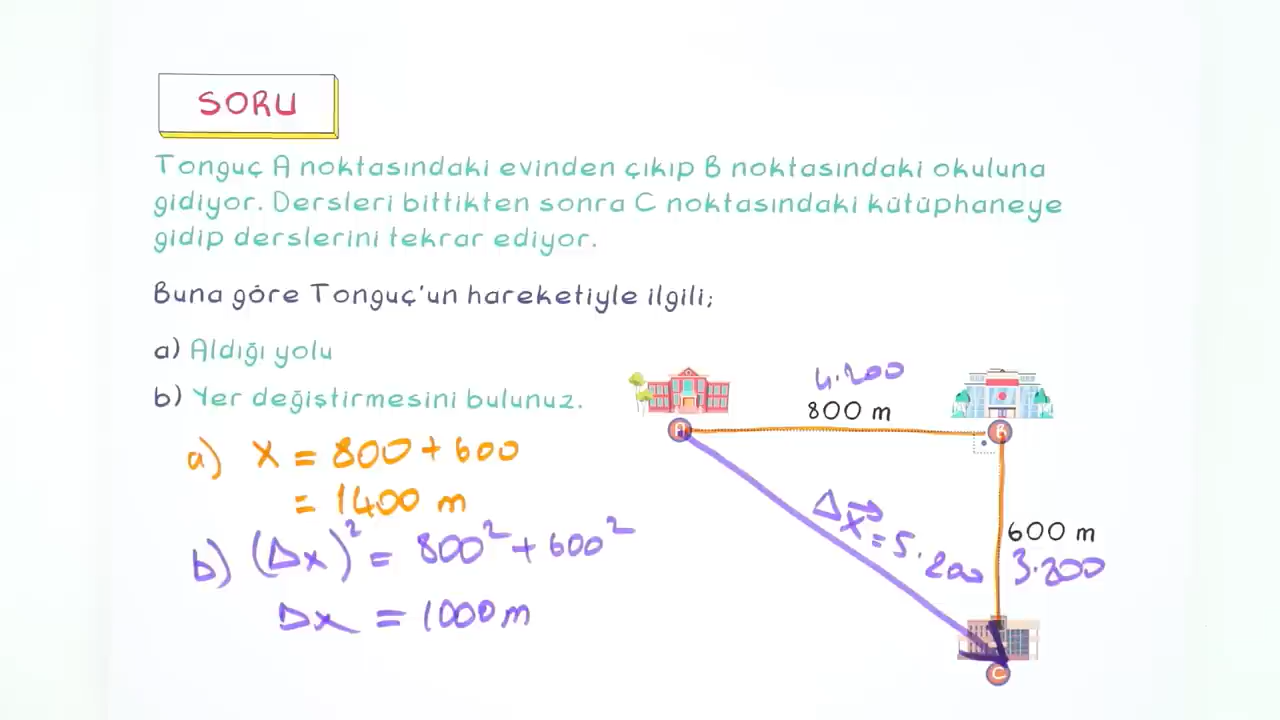 SORU
Tonguç A noktasındaki evinden çıkıp B noktasındaki okuluna
gidiyor. Dersleri bittikten sonra C noktasındaki kütüphaneye
gidip derslerini tekrar ediyor.
Buna göre Tonguç'un hareketiyle ilgili;
a) Aldığı yolu
b) Yer değiştirmesini bulunuz.
a) x = 800 + 600
= 1400 m
b) (Δx)² = 800² + 600²
Δx = 1000 m
4.200
800 m
A
B
Δx⃗ = 5.200
600 m
3.200
C